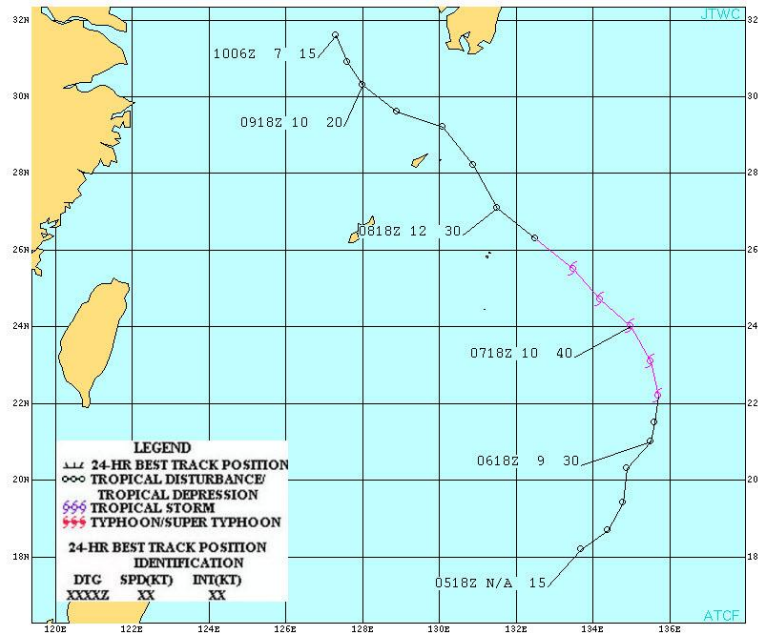 32N
32
JTWC
1006Z 7 15
30N
30
0918Z 10 20
28N
28
0818Z 12 30
26N
26
24N
24
0718Z 10 40
22N
22
0618Z 9 30
LEGEND
24-HR BEST TRACK POSITION
TROPICAL DISTURBANCE/
TROPICAL DEPRESSION
TROPICAL STORM
TYPHOON/SUPER TYPHOON
20
24-HR BEST TRACK POSITION
IDENTIFICATION
DTG SPD(KT) INT(KT)
XXXXZ XX XX
18N
18
0518Z N/A 15
ATCF
120E 122E 124E 126E 128E 130E 132E 134E 136E